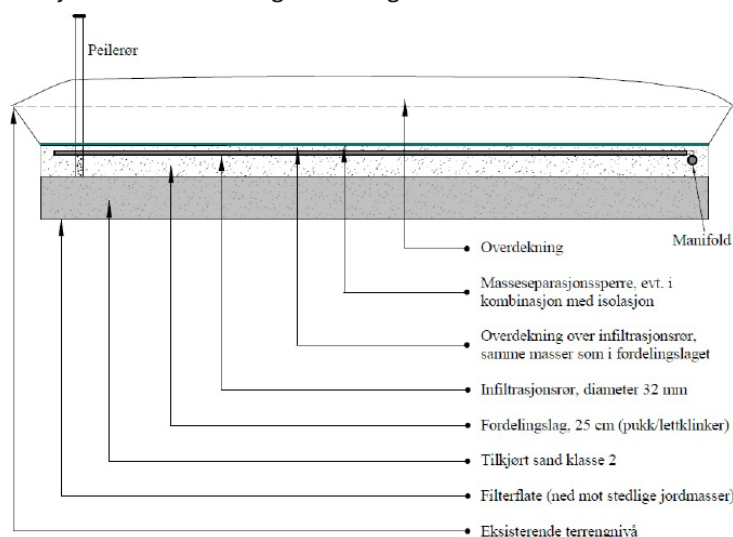 Peilerør
Manifold
Overdekning
Masseseparasjonssperre, evt. i
kombinasjon med isolasjon
Overdekning over infiltrasjonsrør,
samme masser som i fordelingslaget
Infiltrasjonsrør, diameter 32 mm
Fordelingslag, 25 cm (pukk/lettklinker)
Tilkjørt sand klasse 2
Filterflate (ned mot stedlige jordmasser)
Eksisterende terrengnivå